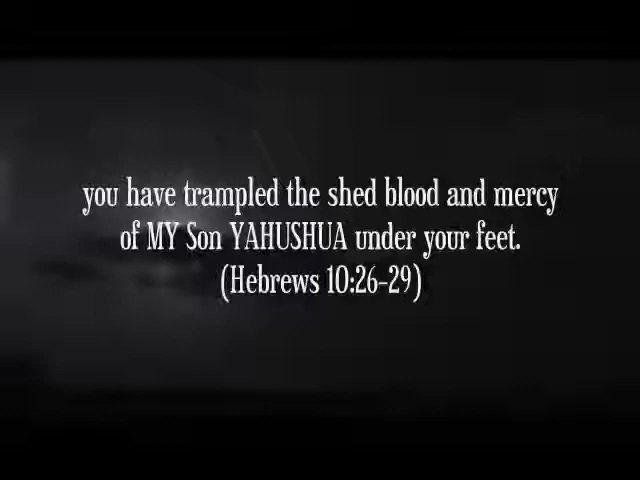 you have trampled the shed blood and mercy
of MY Son YAHUSHUA under your feet.
(Hebrews 10:26-29)